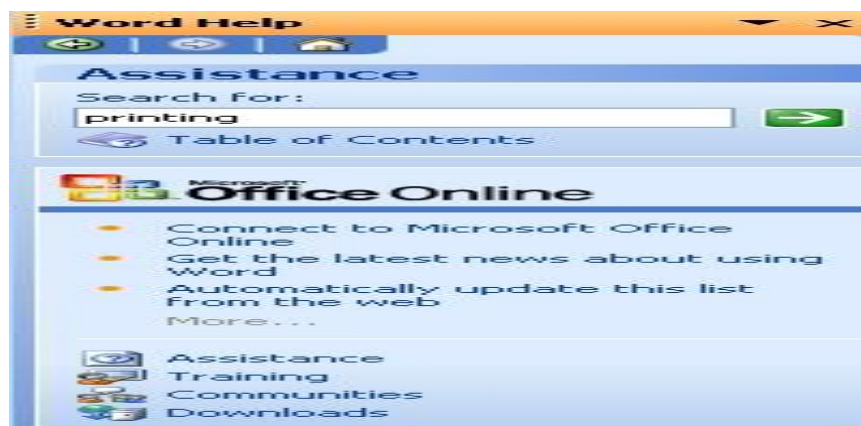 Word Help
Assistance
Search for:
printing
Table of Contents
Microsoft
Office Online
Connect to Microsoft Office
Online
Get the latest news about using
Word
Automatically update this list
from the web
More...
Assistance
Training
Communities
Downloads